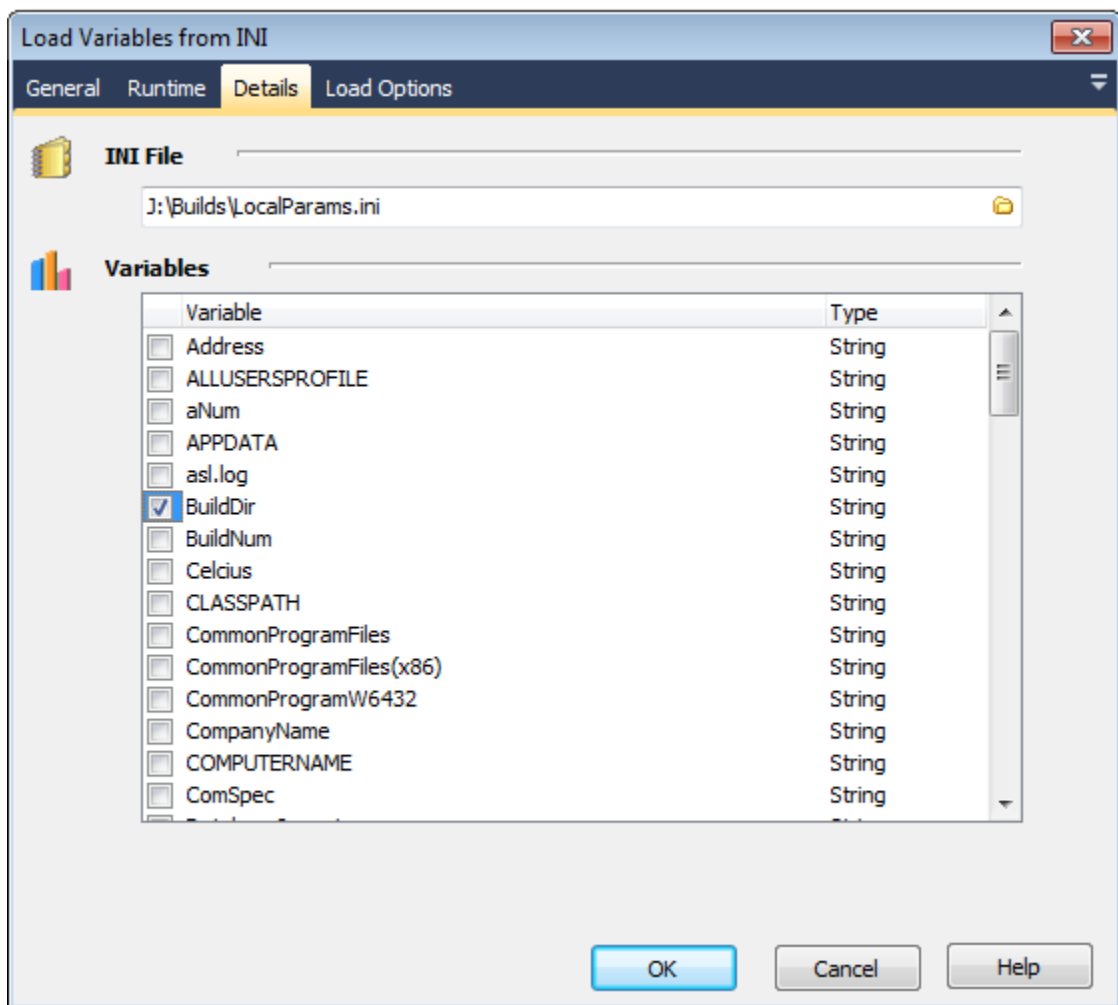 Load Variables from INI
General Runtime Details Load Options
INI File
J:\Builds\LocalParams.ini
Variables
Variable Type
Address String
ALLUSERSPROFILE String
aNum String
APPDATA String
asl.log String
BuildDir String
BuildNum String
Celcius String
CLASSPATH String
CommonProgramFiles String
CommonProgramFiles(x86) String
CommonProgramW6432 String
CompanyName String
COMPUTERNAME String
ComSpec String
OK Cancel Help